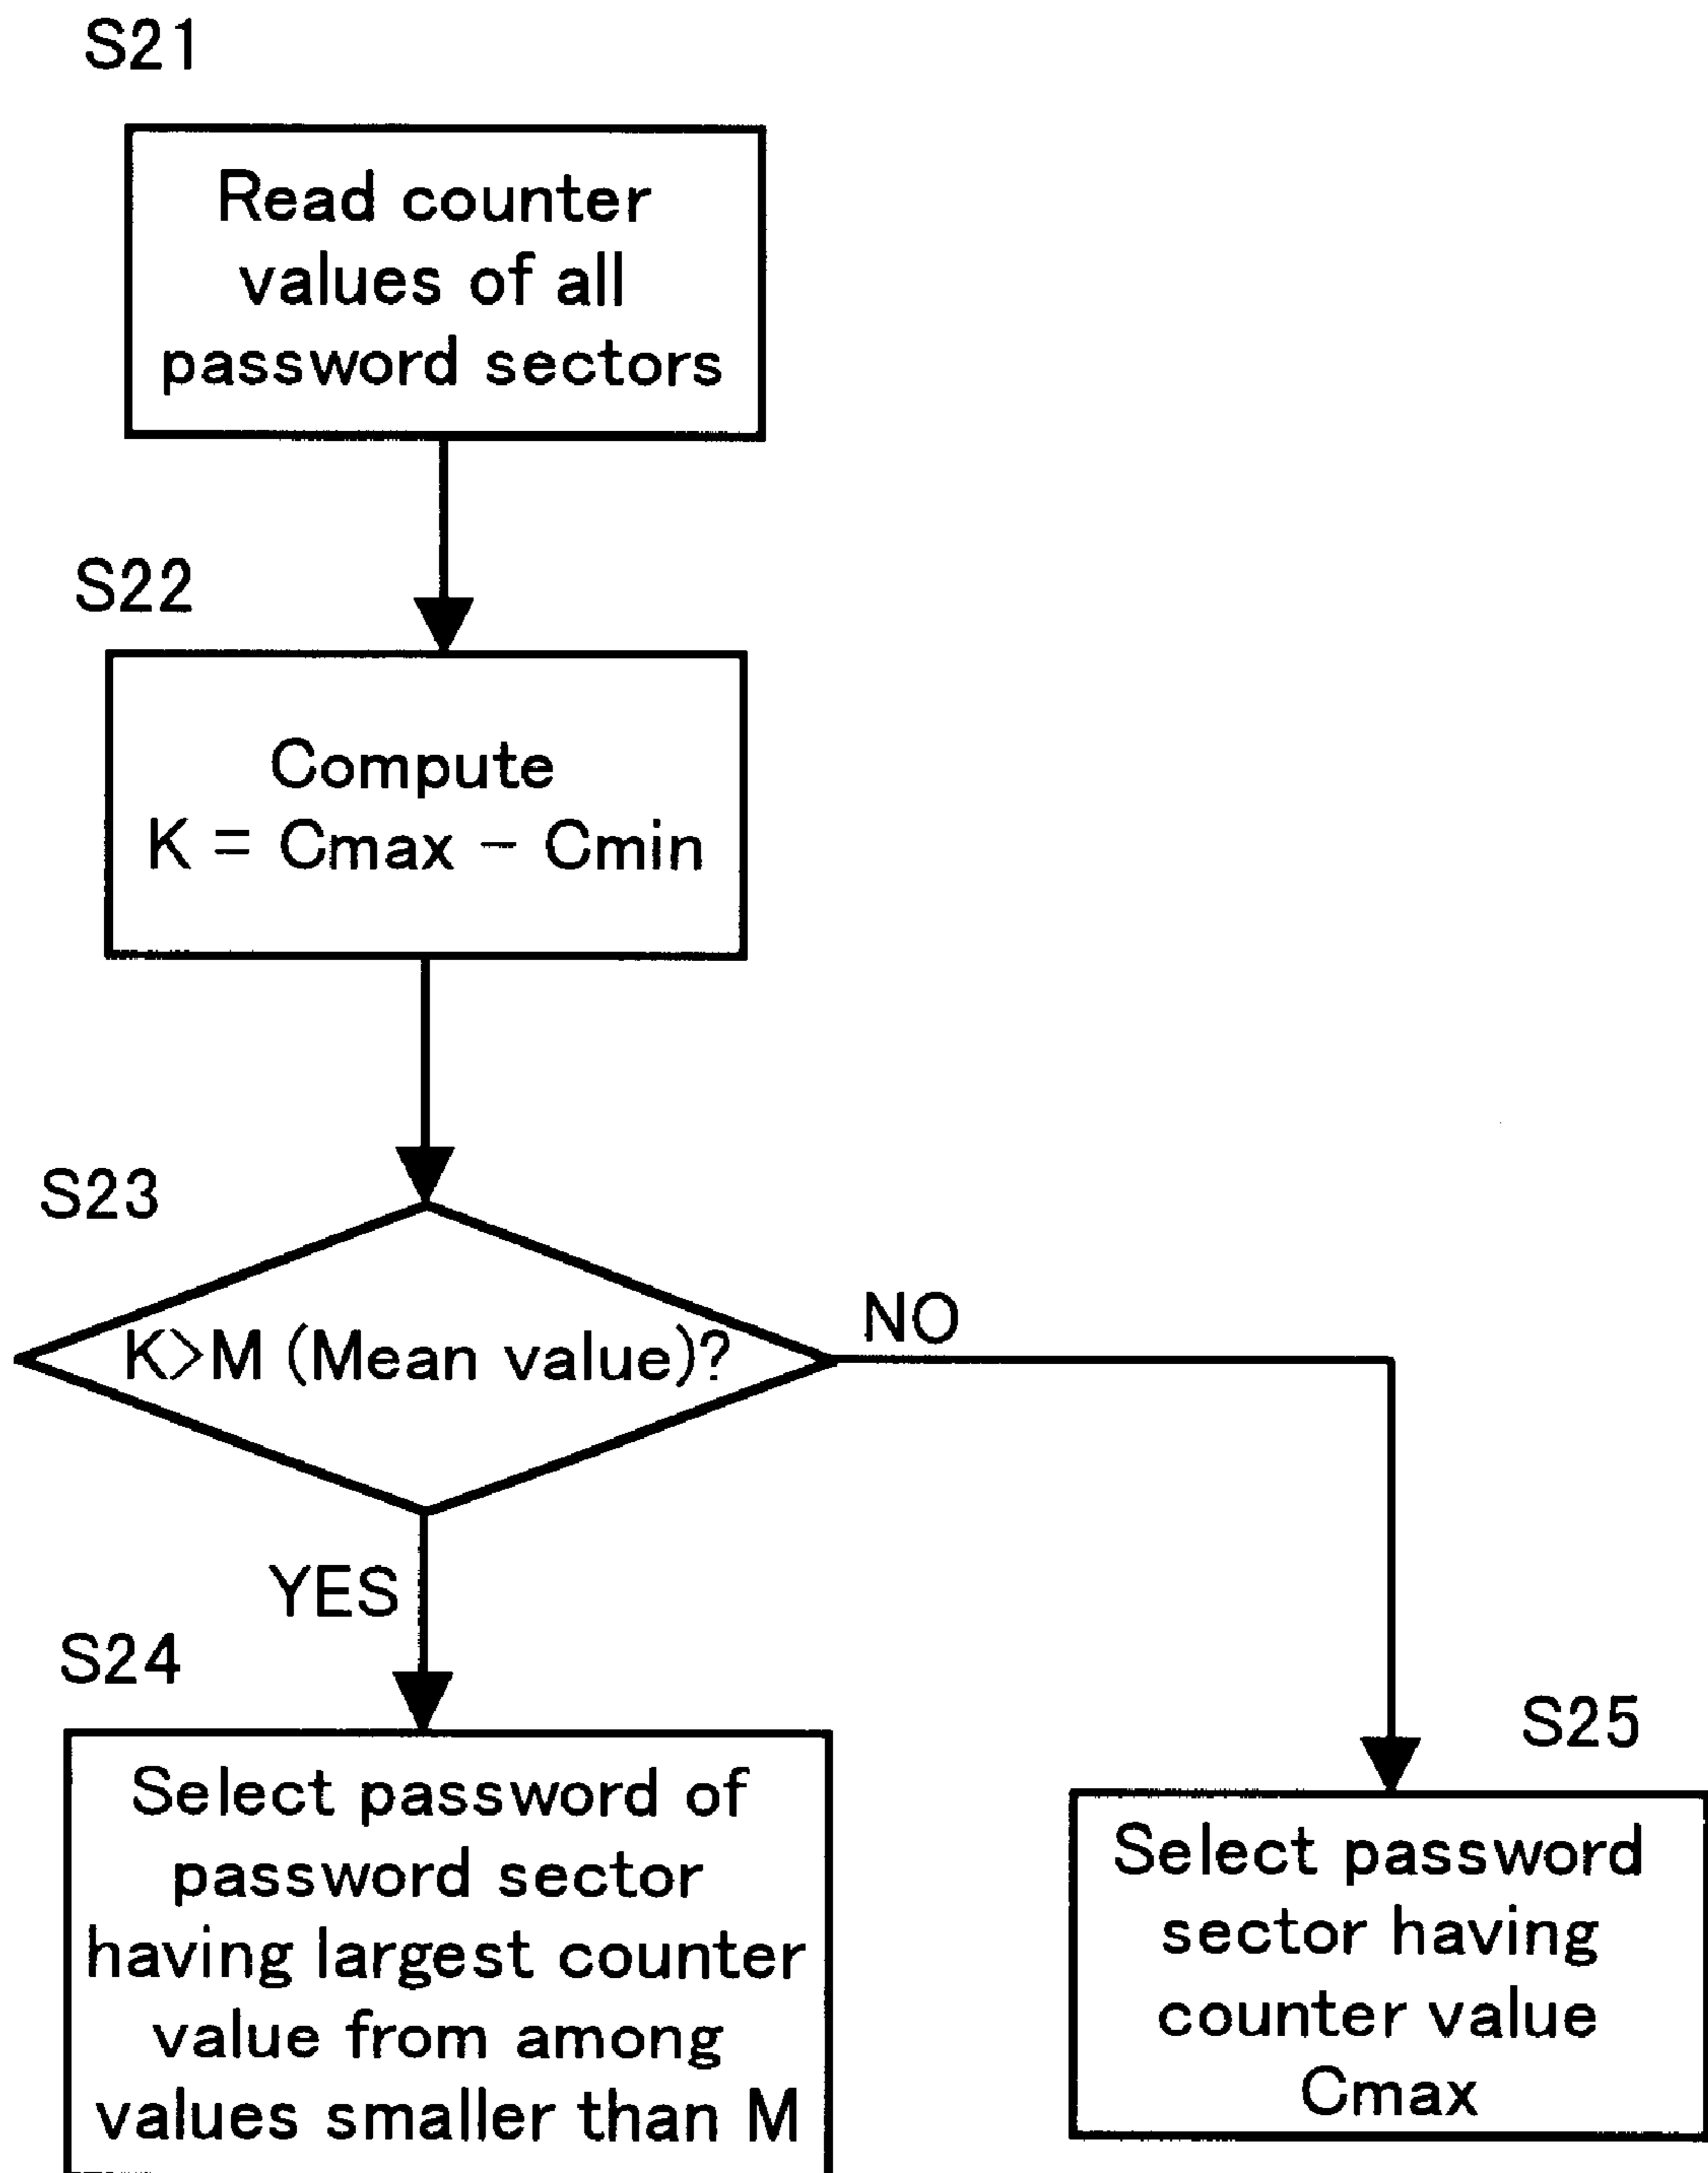 S21
Read counter
values of all
password sectors
S22
Compute
K = Cmax − Cmin
S23
K>M (Mean value)?
NO
YES
S24
Select password of
password sector
having largest counter
value from among
values smaller than M
S25
Select password
sector having
counter value
Cmax